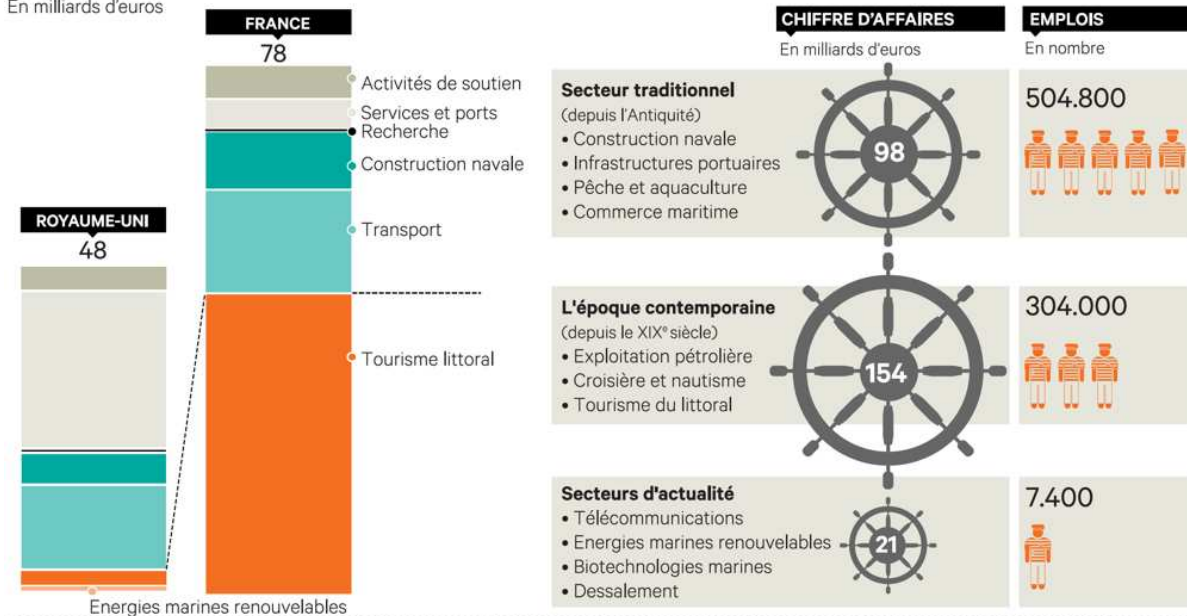 En milliards d'euros
FRANCE
78
Activités de soutien
Services et ports
Recherche
Construction navale
Transport
Tourisme littoral
ROYAUME-UNI
48
Energies marines renouvelables
CHIFFRE D'AFFAIRES
EMPLOIS
En milliards d'euros
En nombre
Secteur traditionnel
(depuis l'Antiquité)
• Construction navale
• Infrastructures portuaires
• Pêche et aquaculture
• Commerce maritime
98
504.800
L'époque contemporaine
(depuis le XIXe siècle)
• Exploitation pétrolière
• Croisière et nautisme
• Tourisme du littoral
154
304.000
Secteurs d'actualité
• Télécommunications
• Energies marines renouvelables
• Biotechnologies marines
• Dessalement
21
7.400